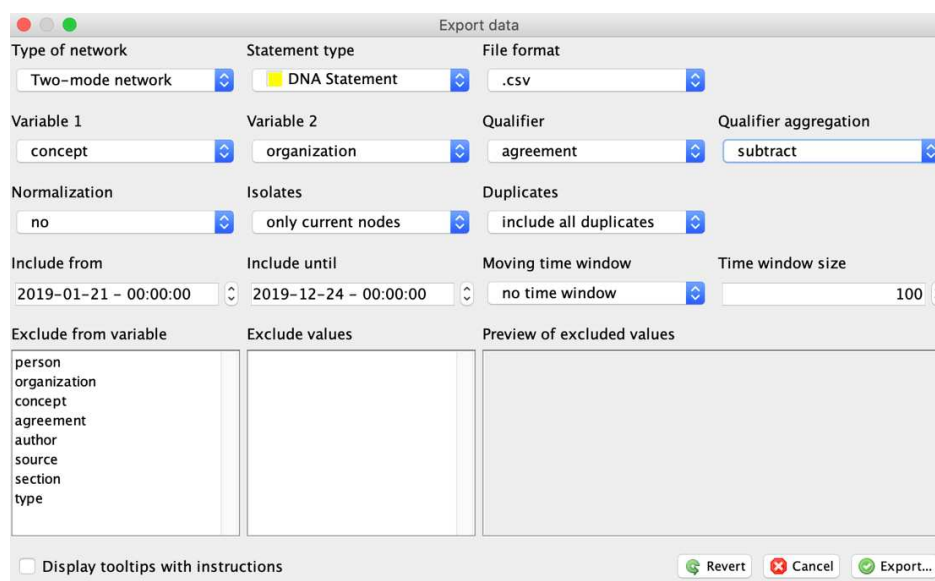 Export data
Type of network Statement type File format
Two-mode network DNA Statement .csv
Variable 1 Variable 2 Qualifier Qualifier aggregation
concept organization agreement subtract
Normalization Isolates Duplicates
no only current nodes include all duplicates
Include from Include until Moving time window Time window size
2019-01-21 - 00:00:00 2019-12-24 - 00:00:00 no time window 100
Exclude from variable Exclude values Preview of excluded values
person
organization
concept
agreement
author
source
section
type
Display tooltips with instructions Revert Cancel Export...